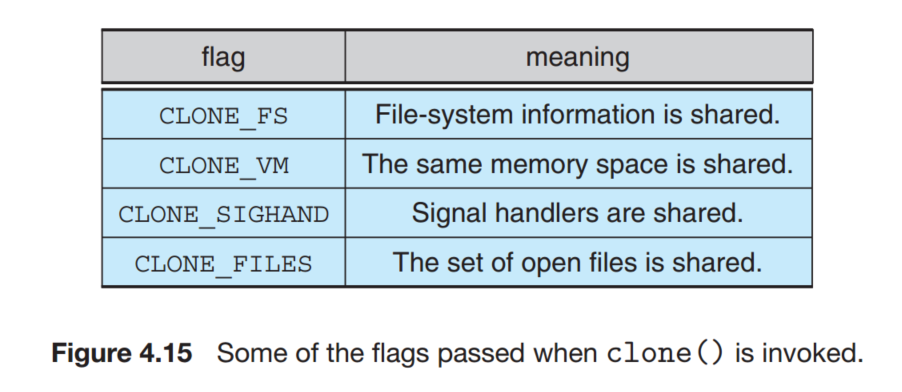 flag meaning
CLONE_FS File-system information is shared.
CLONE_VM The same memory space is shared.
CLONE_SIGHAND Signal handlers are shared.
CLONE_FILES The set of open files is shared.
Figure 4.15 Some of the flags passed when clone() is invoked.